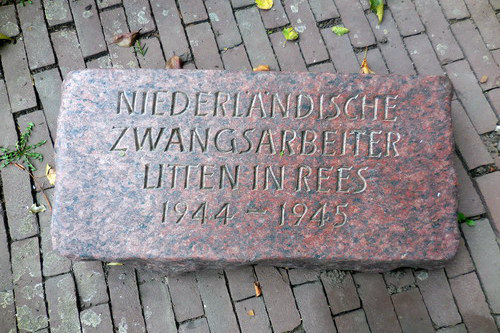 NIEDERLÄNDISCHE
ZWANGSARBEITER
LITTEN IN REES
1944 – 1945